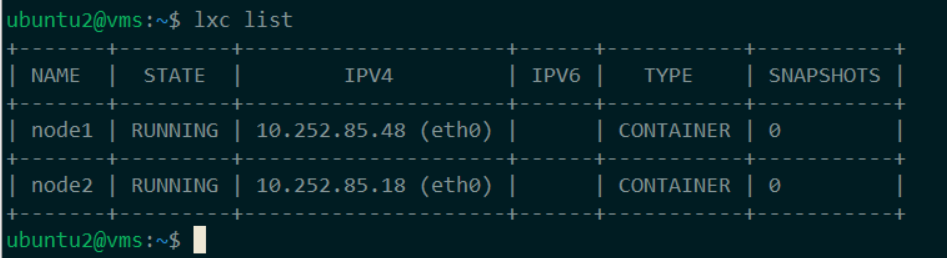 ubuntu2@vms:~$ lxc list
+-------+---------+---------------------+------+-----------+-----------+
| NAME | STATE | IPV4 | IPV6 | TYPE | SNAPSHOTS |
+-------+---------+---------------------+------+-----------+-----------+
| node1 | RUNNING | 10.252.85.48 (eth0) | | CONTAINER | 0 |
+-------+---------+---------------------+------+-----------+-----------+
| node2 | RUNNING | 10.252.85.18 (eth0) | | CONTAINER | 0 |
+-------+---------+---------------------+------+-----------+-----------+
ubuntu2@vms:~$